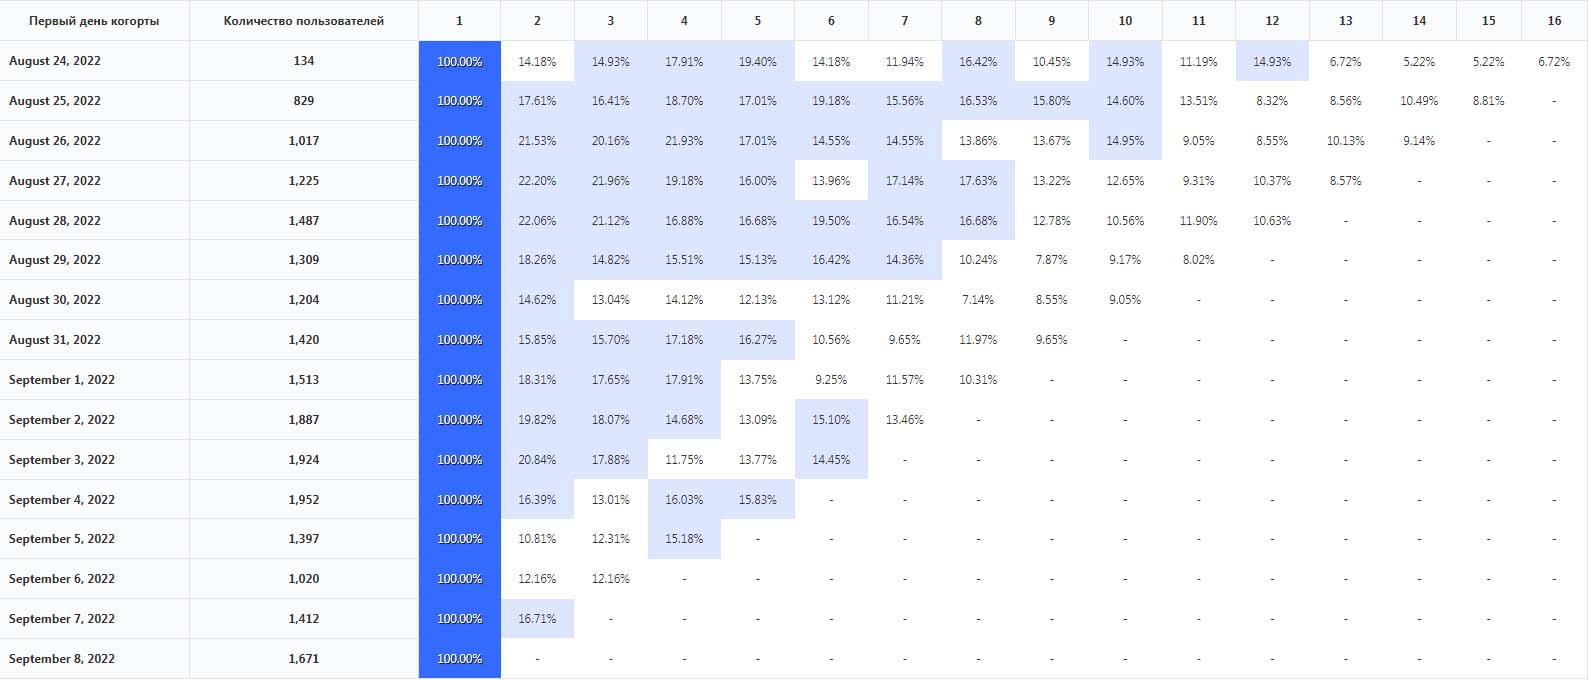 Первый день когорты Количество пользователей 1 2 3 4 5 6 7 8 9 10 11 12 13 14 15 16
August 24, 2022 134 100.00% 14.18% 14.93% 17.91% 19.40% 14.18% 11.94% 16.42% 10.45% 14.93% 11.19% 14.93% 6.72% 5.22% 5.22% 6.72%
August 25, 2022 829 100.00% 17.61% 16.41% 18.70% 17.01% 19.18% 15.56% 16.53% 15.80% 14.60% 13.51% 8.32% 8.56% 10.49% 8.81% -
August 26, 2022 1,017 100.00% 21.53% 20.16% 21.93% 17.01% 14.55% 14.55% 13.86% 13.67% 14.95% 9.05% 8.55% 10.13% 9.14% - -
August 27, 2022 1,225 100.00% 22.20% 21.96% 19.18% 16.00% 13.96% 17.14% 17.63% 13.22% 12.65% 9.31% 10.37% 8.57% - - -
August 28, 2022 1,487 100.00% 22.06% 21.12% 16.88% 16.68% 19.50% 16.54% 16.68% 12.78% 10.56% 11.90% 10.63% - - - -
August 29, 2022 1,309 100.00% 18.26% 14.82% 15.51% 15.13% 16.42% 14.36% 10.24% 7.87% 9.17% 8.02% - - - - -
August 30, 2022 1,204 100.00% 14.62% 13.04% 14.12% 12.13% 13.12% 11.21% 7.14% 8.55% 9.05% - - - - - -
August 31, 2022 1,420 100.00% 15.85% 15.70% 17.18% 16.27% 10.56% 9.65% 11.97% 9.65% - - - - - - -
September 1, 2022 1,513 100.00% 18.31% 17.65% 17.91% 13.75% 9.25% 11.57% 10.31% - - - - - - - -
September 2, 2022 1,887 100.00% 19.82% 18.07% 14.68% 13.09% 15.10% 13.46% - - - - - - - - -
September 3, 2022 1,924 100.00% 20.84% 17.88% 11.75% 13.77% 14.45% - - - - - - - - - -
September 4, 2022 1,952 100.00% 16.39% 13.01% 16.03% 15.83% - - - - - - - - - - -
September 5, 2022 1,397 100.00% 10.81% 12.31% 15.18% - - - - - - - - - - - -
September 6, 2022 1,020 100.00% 12.16% 12.16% - - - - - - - - - - - - -
September 7, 2022 1,412 100.00% 16.71% - - - - - - - - - - - - - -
September 8, 2022 1,671 100.00% - - - - - - - - - - - - - - -